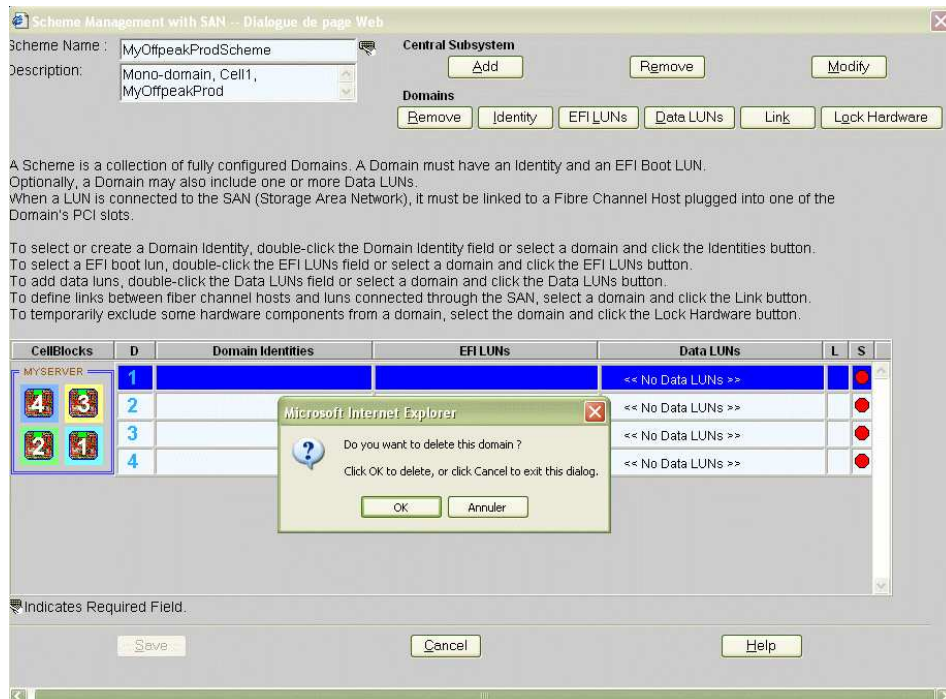 Scheme Management with SAN -- Dialogue de page Web
Scheme Name :
MyOffpeakProdScheme
Description:
Mono-domain, Cell1,
MyOffpeakProd
Central Subsystem
Add
Remove
Modify
Domains
Remove
Identity
EFI LUNs
Data LUNs
Link
Lock Hardware
A Scheme is a collection of fully configured Domains. A Domain must have an Identity and an EFI Boot LUN.
Optionally, a Domain may also include one or more Data LUNs.
When a LUN is connected to the SAN (Storage Area Network), it must be linked to a Fibre Channel Host plugged into one of the
Domain's PCI slots.
To select or create a Domain Identity, double-click the Domain Identity field or select a domain and click the Identities button.
To select a EFI boot lun, double-click the EFI LUNs field or select a domain and click the EFI LUNs button.
To add data luns, double-click the Data LUNs field or select a domain and click the Data LUNs button.
To define links between fiber channel hosts and luns connected through the SAN, select a domain and click the Link button.
To temporarily exclude some hardware components from a domain, select the domain and click the Lock Hardware button.
CellBlocks D Domain Identities EFI LUNs Data LUNs L S
MYSERVER
4 3
2 1
1 << No Data LUNs >>
2 << No Data LUNs >>
3 << No Data LUNs >>
4 << No Data LUNs >>
Microsoft Internet Explorer
Do you want to delete this domain ?
Click OK to delete, or click Cancel to exit this dialog.
OK
Annuler
Indicates Required Field.
Save
Cancel
Help